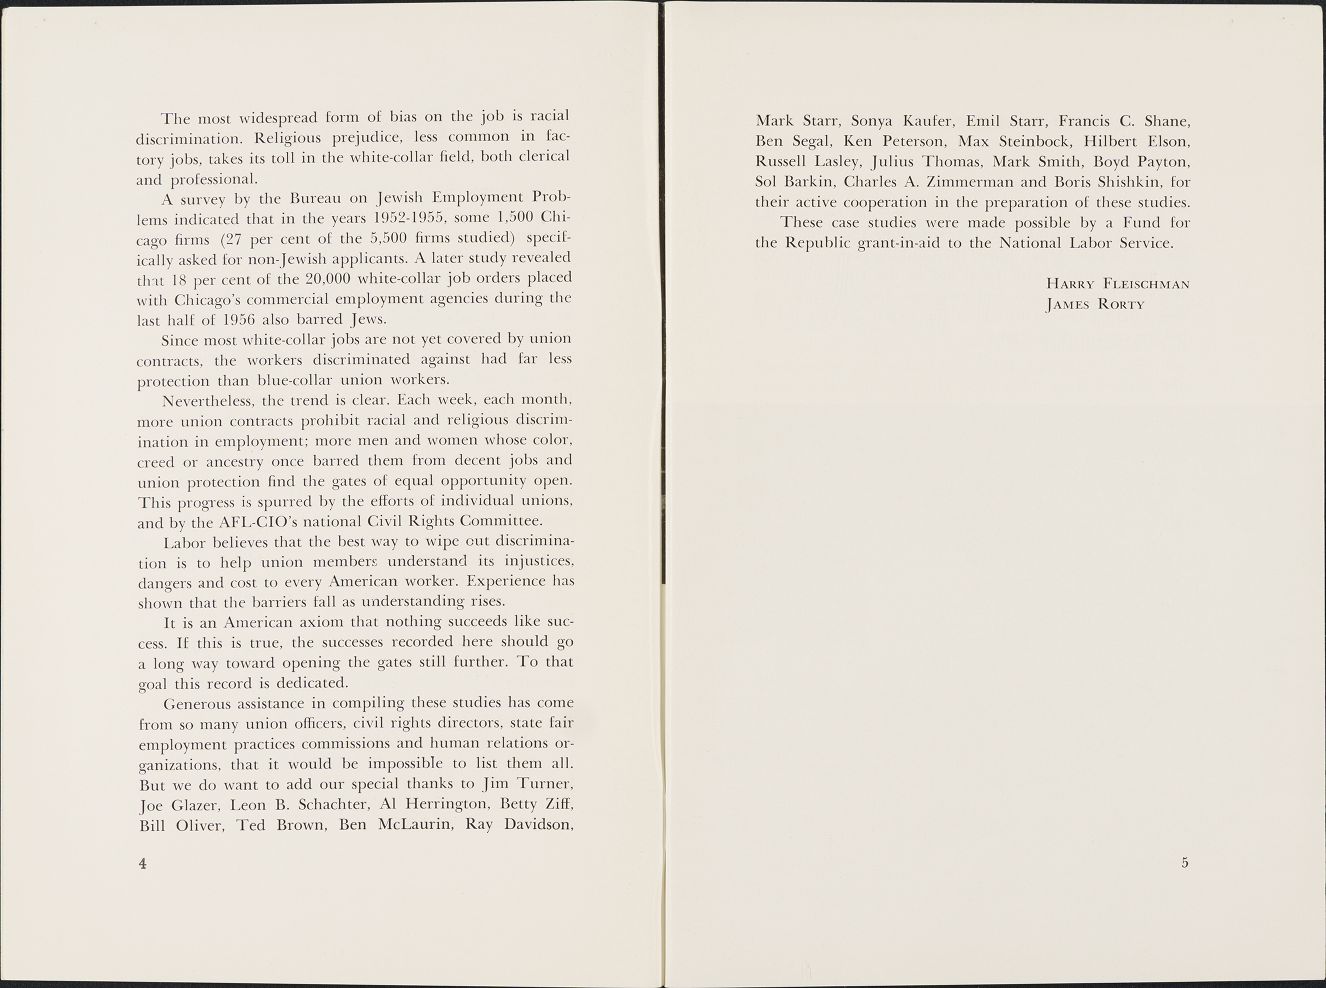 The most widespread form of bias on the job is racial
discrimination. Religious prejudice, less common in fac-
tory jobs, takes its toll in the white-collar field, both clerical
and professional.
A survey by the Bureau on Jewish Employment Prob-
lems indicated that in the years 1952-1955, some 1,500 Chi-
cago firms (27 per cent of the 5,500 firms studied) specif-
ically asked for non-Jewish applicants. A later study revealed
that 18 per cent of the 20,000 white-collar job orders placed
with Chicago's commercial employment agencies during the
last half of 1956 also barred Jews.
Since most white-collar jobs are not yet covered by union
contracts, the workers discriminated against had far less
protection than blue-collar union workers.
Nevertheless, the trend is clear. Each week, each month,
more union contracts prohibit racial and religious discrim-
ination in employment; more men and women whose color,
creed or ancestry once barred them from decent jobs and
union protection find the gates of equal opportunity open.
This progress is spurred by the efforts of individual unions,
and by the AFL-CIO's national Civil Rights Committee.
Labor believes that the best way to wipe out discrimina-
tion is to help union members understand its injustices,
dangers and cost to every American worker. Experience has
shown that the barriers fall as understanding rises.
It is an American axiom that nothing succeeds like suc-
cess. If this is true, the successes recorded here should go
a long way toward opening the gates still further. To that
goal this record is dedicated.
Generous assistance in compiling these studies has come
from so many union officers, civil rights directors, state fair
employment practices commissions and human relations or-
ganizations, that it would be impossible to list them all.
But we do want to add our special thanks to Jim Turner,
Joe Glazer, Leon B. Schachter, Al Herrington, Betty Ziff,
Bill Oliver, Ted Brown, Ben McLaurin, Ray Davidson,
4
Mark Starr, Sonya Kaufer, Emil Starr, Francis C. Shane,
Ben Segal, Ken Peterson, Max Steinbock, Hilbert Elson,
Russell Lasley, Julius Thomas, Mark Smith, Boyd Payton,
Sol Barkin, Charles A. Zimmerman and Boris Shishkin, for
their active cooperation in the preparation of these studies.
These case studies were made possible by a Fund for
the Republic grant-in-aid to the National Labor Service.
HARRY FLEISCHMAN
JAMES RORTY
5